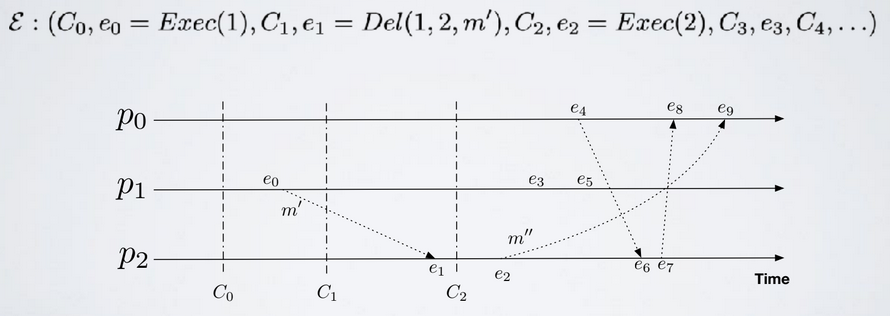 ℰ : (C₀, e₀ = Exec(1), C₁, e₁ = Del(1, 2, m′), C₂, e₂ = Exec(2), C₃, e₃, C₄, . . .)
e₄ e₈ e₉
p₀
e₀ e₃ e₅
p₁
m′
m″
p₂
e₁ e₂ e₆ e₇
Time
C₀ C₁ C₂